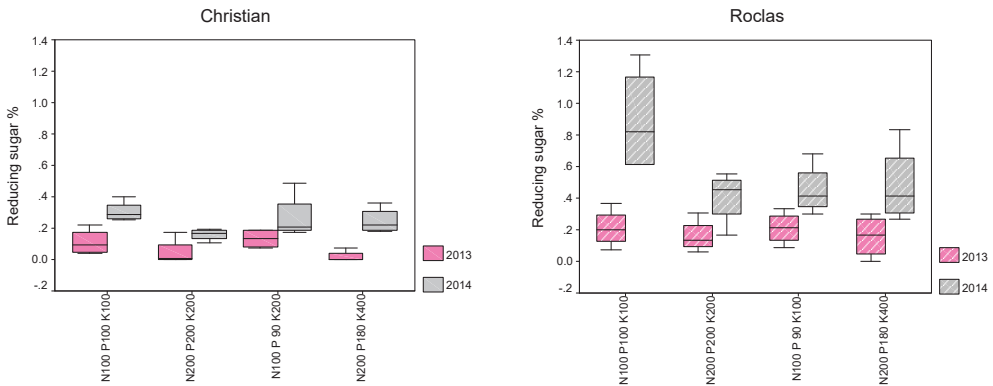 Christian
Reducing sugar %
1.4
1.2
1.0
.8
.6
.4
.2
0.0
-.2
N100 P100 K100
N200 P200 K200
N100 P 90 K200
N200 P180 K400
2013
2014
Roclas
Reducing sugar %
1.4
1.2
1.0
.8
.6
.4
.2
0.0
-.2
N100 P100 K100
N200 P200 K200
N100 P 90 K100
N200 P180 K400
2013
2014